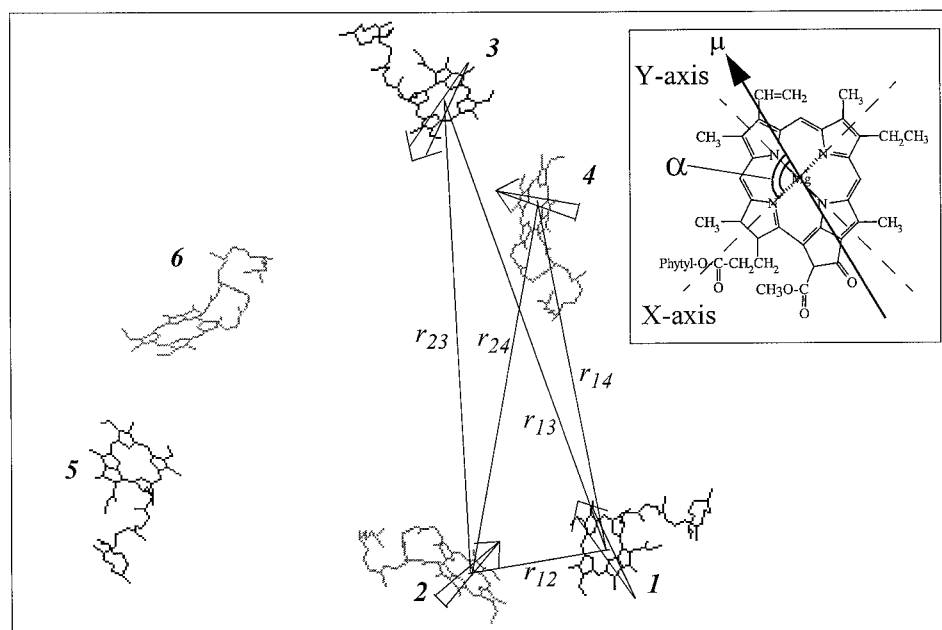 3
4
6
5
2
1
r23
r24
r14
r13
r12
μ
Y-axis
CH=CH2
CH3
CH3
CH2CH3
N
N
α
Mg
N
N
CH3
CH3
Phytyl-O-C-CH2CH2
O
CH3O-C
O
O
X-axis